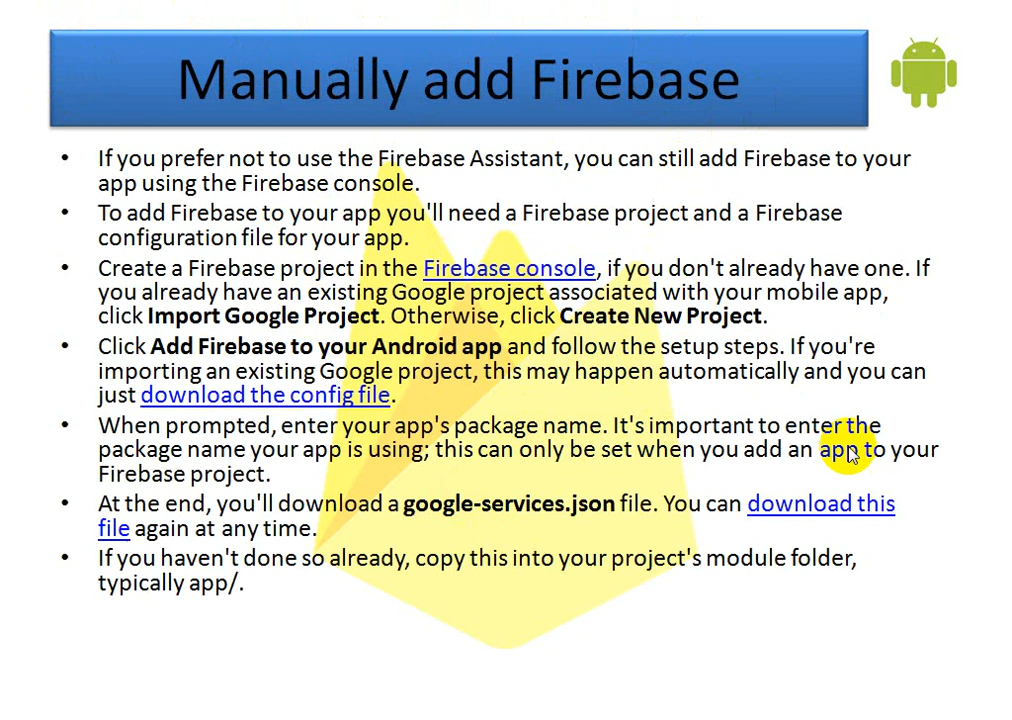 Manually add Firebase
• If you prefer not to use the Firebase Assistant, you can still add Firebase to your
app using the Firebase console.
• To add Firebase to your app you'll need a Firebase project and a Firebase
configuration file for your app.
• Create a Firebase project in the Firebase console, if you don't already have one. If
you already have an existing Google project associated with your mobile app,
click Import Google Project. Otherwise, click Create New Project.
• Click Add Firebase to your Android app and follow the setup steps. If you're
importing an existing Google project, this may happen automatically and you can
just download the config file.
• When prompted, enter your app's package name. It's important to enter the
package name your app is using; this can only be set when you add an app to your
Firebase project.
• At the end, you'll download a google-services.json file. You can download this
file again at any time.
• If you haven't done so already, copy this into your project's module folder,
typically app/.